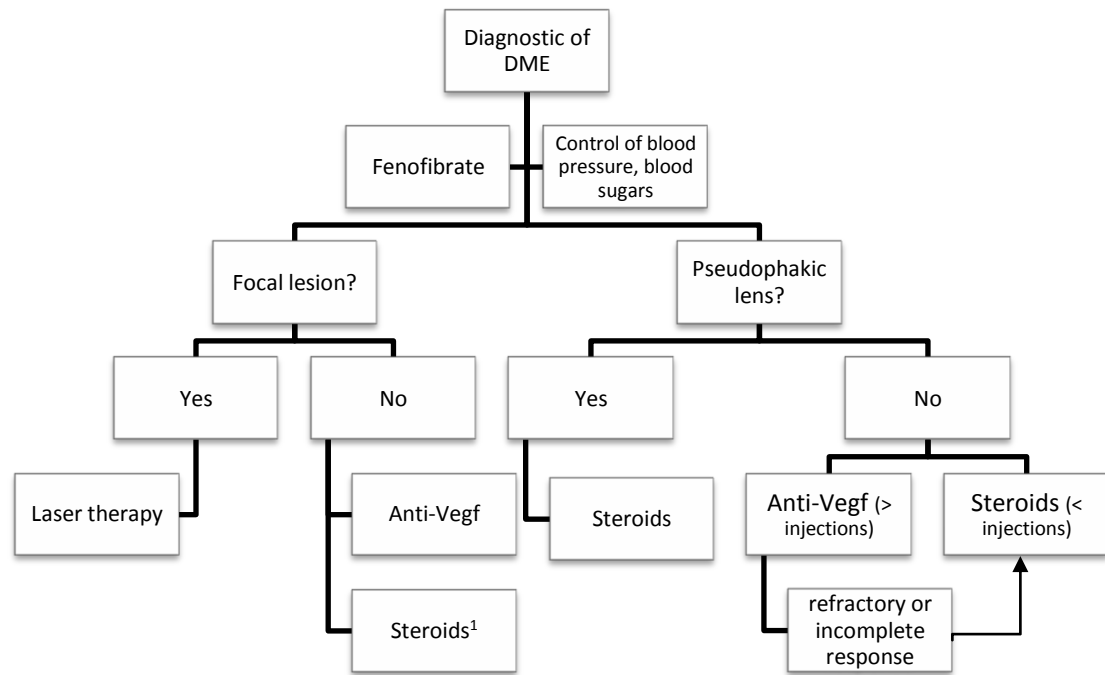 Diagnostic of
DME
Fenofibrate
Control of blood
pressure, blood
sugars
Focal lesion?
Pseudophakic
lens?
Yes
No
Yes
No
Laser therapy
Anti-Vegf
Steroids
Anti-Vegf (>
injections)
Steroids (<
injections)
Steroids¹
refractory or
incomplete
response